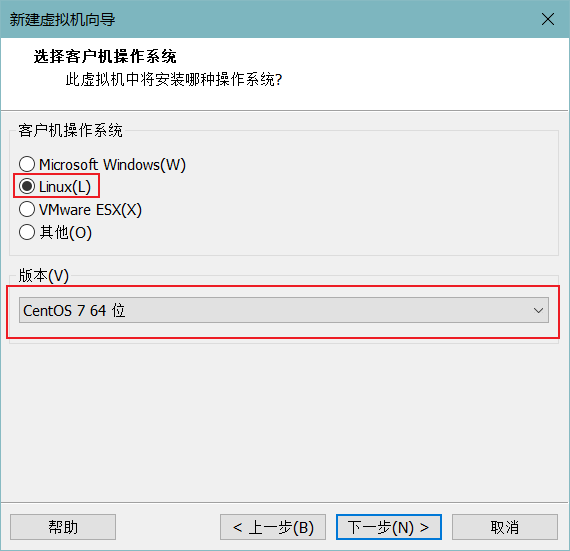 新建虚拟机向导
选择客户机操作系统
此虚拟机中将安装哪种操作系统?
客户机操作系统
Microsoft Windows(W)
Linux(L)
VMware ESX(X)
其他(O)
版本(V)
CentOS 7 64 位
帮助
< 上一步(B)
下一步(N) >
取消